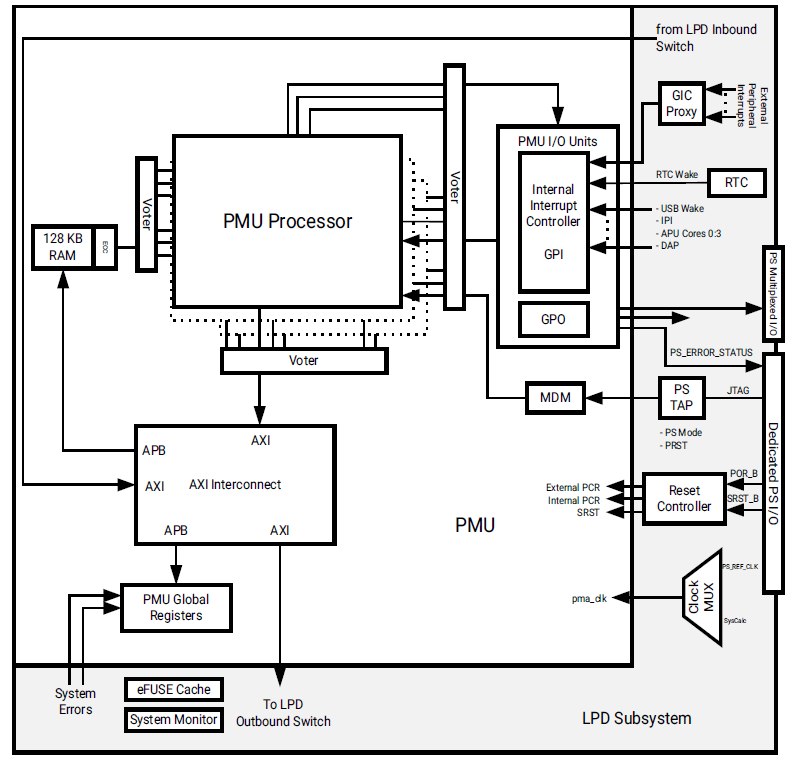 from LPD Inbound
Switch
GIC
Proxy
External
Peripheral
Interrupts
Voter
PMU I/O Units
Internal
Interrupt
Controller
GPI
GPO
RTC Wake
RTC
- USB Wake
- IPI
- APU Cores 0:3
- DAP
PMU Processor
Voter
128 KB
RAM
ECC
Voter
PS Multiplexed I/O
PS_ERROR_STATUS
MDM
PS
TAP
JTAG
- PS Mode
- PRST
Dedicated PS I/O
AXI
APB
AXI
AXI Interconnect
APB
AXI
PMU
External PCR
Internal PCR
SRST
Reset
Controller
POR_B
SRST_B
PMU Global
Registers
pma_clk
Clock
MUX
PS_REF_CLK
SysCalc
System
Errors
eFUSE Cache
System Monitor
To LPD
Outbound Switch
LPD Subsystem